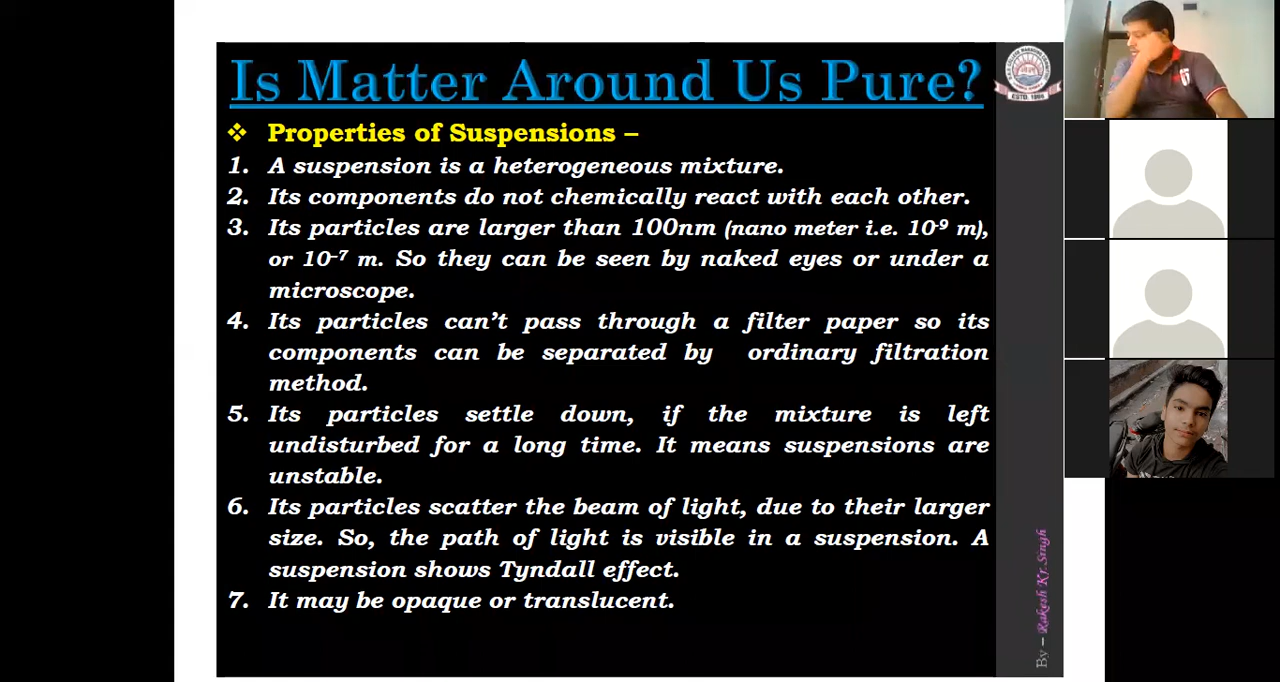 Is Matter Around Us Pure?
❖ Properties of Suspensions –
1. A suspension is a heterogeneous mixture.
2. Its components do not chemically react with each other.
3. Its particles are larger than 100nm (nano meter i.e. 10⁻⁹ m),
or 10⁻⁷ m. So they can be seen by naked eyes or under a
microscope.
4. Its particles can't pass through a filter paper so its
components can be separated by ordinary filtration
method.
5. Its particles settle down, if the mixture is left
undisturbed for a long time. It means suspensions are
unstable.
6. Its particles scatter the beam of light, due to their larger
size. So, the path of light is visible in a suspension. A
suspension shows Tyndall effect.
7. It may be opaque or translucent.
By – Rakesh Kr. Singh